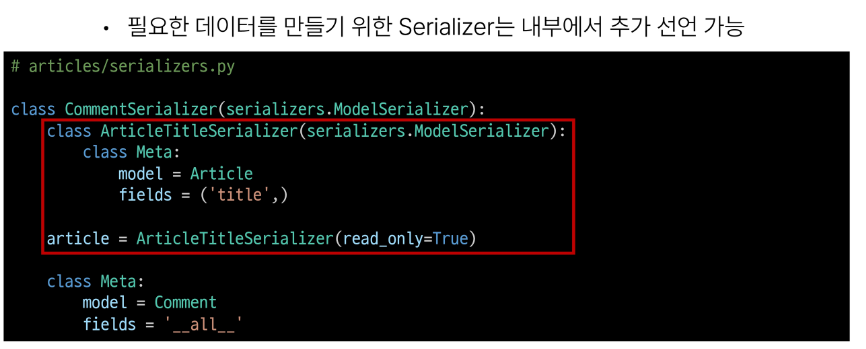 • 필요한 데이터를 만들기 위한 Serializer는 내부에서 추가 선언 가능
# articles/serializers.py
class CommentSerializer(serializers.ModelSerializer):
    class ArticleTitleSerializer(serializers.ModelSerializer):
        class Meta:
            model = Article
            fields = ('title',)
    article = ArticleTitleSerializer(read_only=True)
    class Meta:
        model = Comment
        fields = '__all__'